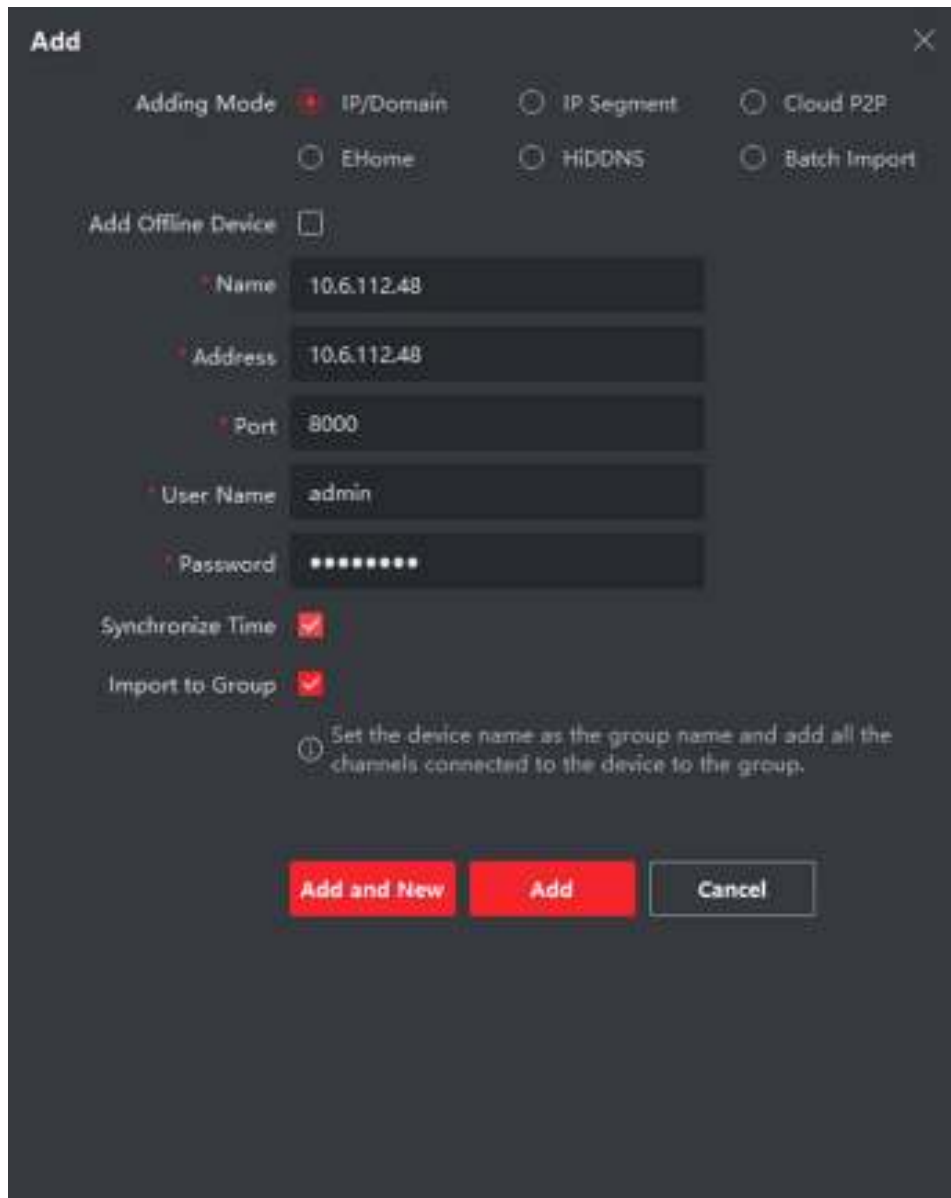 Add
Adding Mode IP/Domain IP Segment Cloud P2P
EHome HiDDNS Batch Import
Add Offline Device
* Name 10.6.112.48
* Address 10.6.112.48
* Port 8000
* User Name admin
* Password ●●●●●●●●
Synchronize Time
Import to Group
Set the device name as the group name and add all the
channels connected to the device to the group.
Add and New Add Cancel